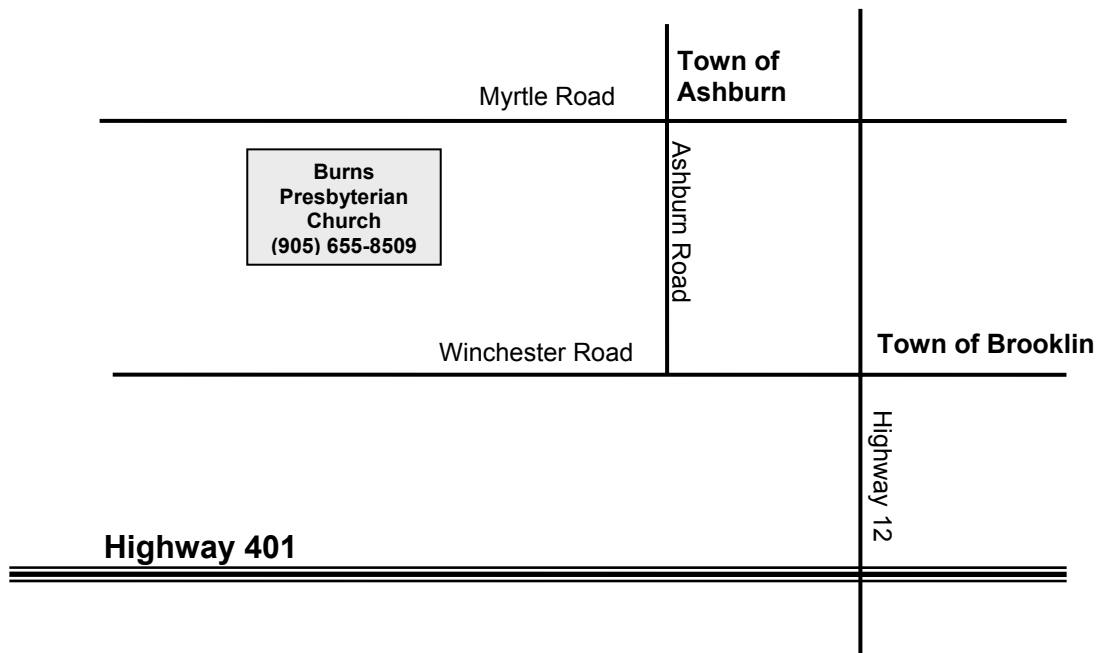 Town of
Ashburn
Myrtle Road
Burns
Presbyterian
Church
(905) 655-8509
Ashburn Road
Winchester Road
Town of Brooklin
Highway 12
Highway 401